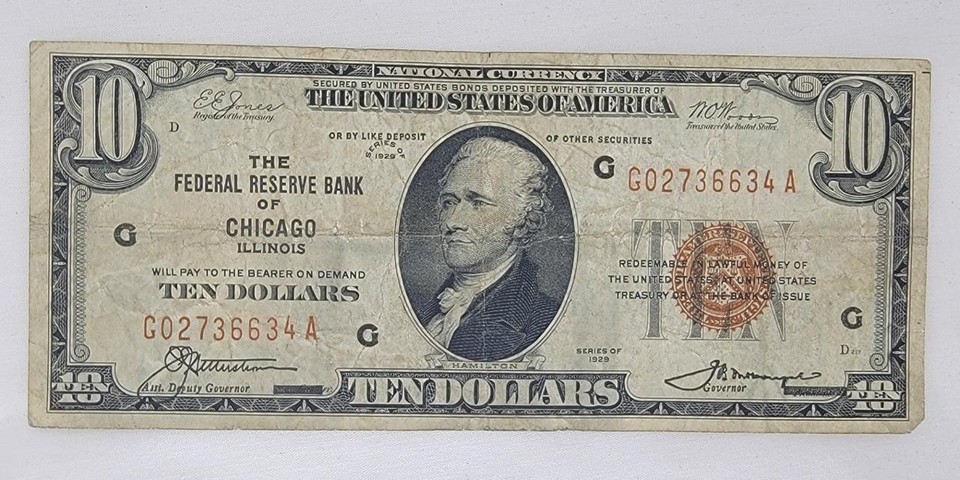 NATIONAL CURRENCY
SECURED BY UNITED STATES BONDS DEPOSITED WITH THE TREASURER OF
THE UNITED STATES OF AMERICA
10
10
E.E. Jones
Register of the Treasury.
W.O. Woods
Treasurer of the United States.
D
OR BY LIKE DEPOSIT
OF OTHER SECURITIES
SERIES OF
1929
THE
FEDERAL RESERVE BANK
OF
CHICAGO
ILLINOIS
G
G02736634A
G
TEN
WILL PAY TO THE BEARER ON DEMAND
TEN DOLLARS
REDEEMABLE IN LAWFUL MONEY OF
THE UNITED STATES AT UNITED STATES
TREASURY OR AT THE BANK OF ISSUE
G02736634A
G
G
SERIES OF
1929
D
HAMILTON
Asst. Deputy Governor
Governor
TEN
10
TEN DOLLARS
TEN
10